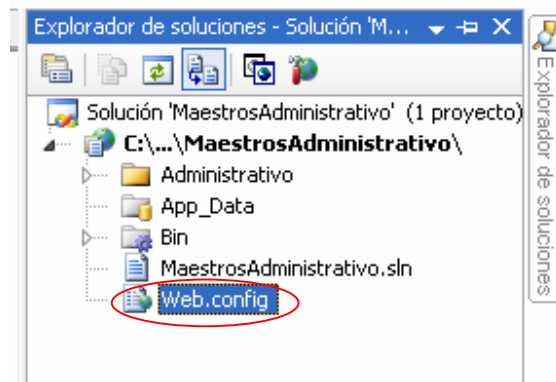 Explorador de soluciones - Solución 'M...
Solución 'MaestrosAdministrativo' (1 proyecto)
C:\...\MaestrosAdministrativo\
Administrativo
App_Data
Bin
MaestrosAdministrativo.sln
Web.config
Explorador de soluciones